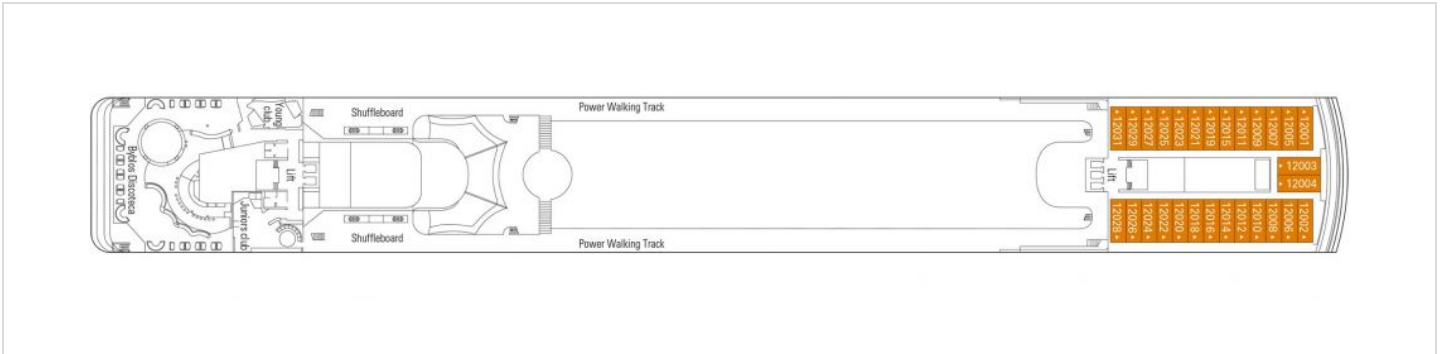 Young
club
Shuffleboard
Power Walking Track
12031
12029
12027
12025
12023
12021
12019
12015
12011
12009
12007
12005
12001
Byblos Discoteca
Lift
Lift
12003
12004
Juniors club
Shuffleboard
Power Walking Track
12028
12026
12024
12022
12020
12018
12016
12014
12012
12010
12008
12006
12002